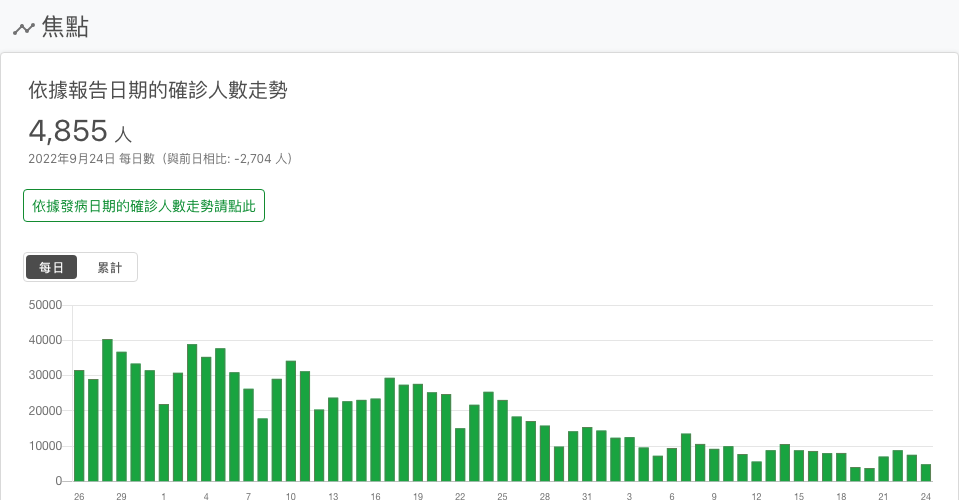 焦點
依據報告日期的確診人數走勢
4,855 人
2022年9月24日 每日數（與前日相比: -2,704 人）
依據發病日期的確診人數走勢請點此
每日 累計
50000
40000
30000
20000
10000
0
26 29 1 4 7 10 13 16 19 22 25 28 31 3 6 9 12 15 18 21 24